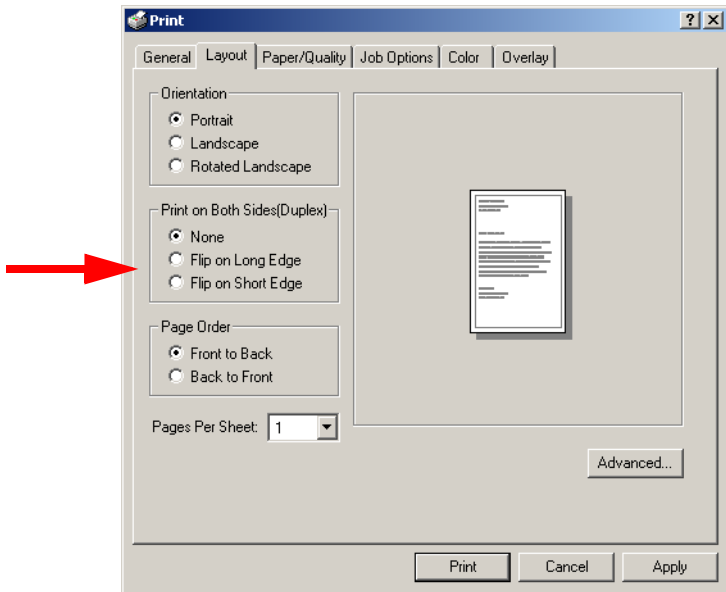 Print
General Layout Paper/Quality Job Options Color Overlay
Orientation
Portrait
Landscape
Rotated Landscape
Print on Both Sides(Duplex)
None
Flip on Long Edge
Flip on Short Edge
Page Order
Front to Back
Back to Front
Pages Per Sheet: 1
Advanced...
Print Cancel Apply